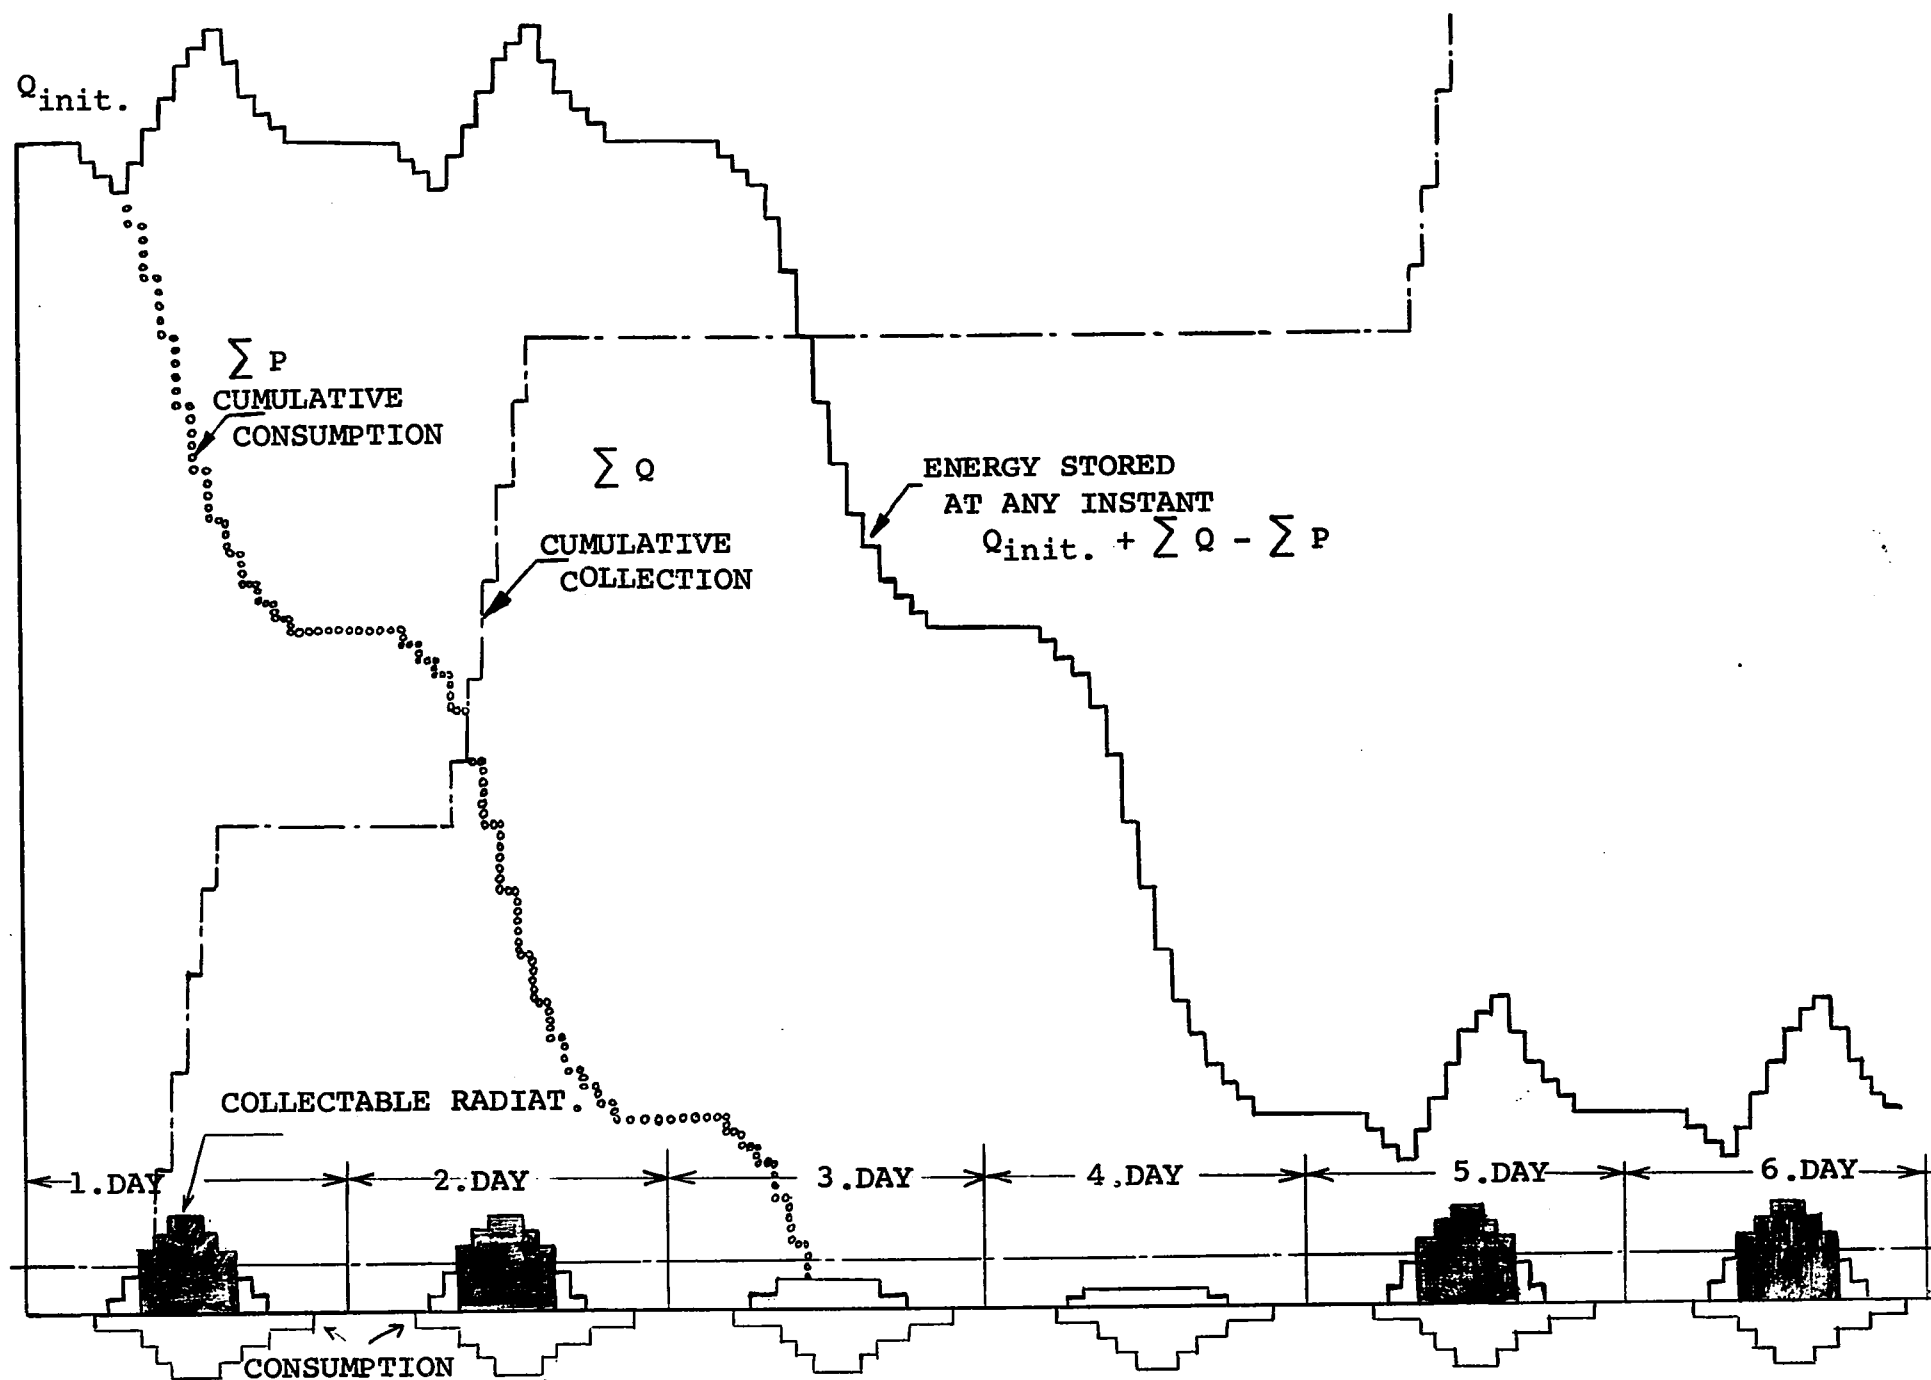 Qinit.
∑ P
CUMULATIVE
CONSUMPTION
∑ Q
CUMULATIVE
COLLECTION
ENERGY STORED
AT ANY INSTANT
Qinit. + ∑ Q - ∑ P
COLLECTABLE RADIAT.
1.DAY
2.DAY
3.DAY
4.DAY
5.DAY
6.DAY
CONSUMPTION